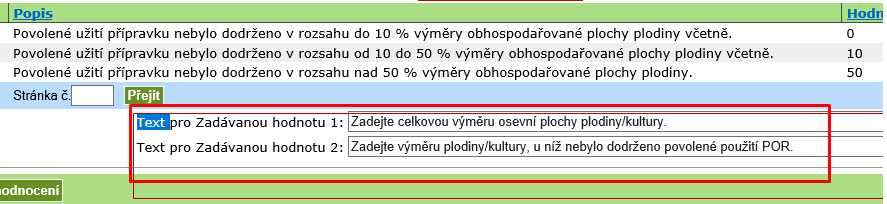 Popis Hodn
Povolené užití přípravku nebylo dodrženo v rozsahu do 10 % výměry obhospodařované plochy plodiny včetně. 0
Povolené užití přípravku nebylo dodrženo v rozsahu od 10 do 50 % výměry obhospodařované plochy plodiny včetně. 10
Povolené užití přípravku nebylo dodrženo v rozsahu nad 50 % výměry obhospodařované plochy plodiny. 50
Stránka č. Přejít
Text pro Zadávanou hodnotu 1: Zadejte celkovou výměru osevní plochy plodiny/kultury.
Text pro Zadávanou hodnotu 2: Zadejte výměru plodiny/kultury, u níž nebylo dodrženo povolené použití POR.
hodnocení